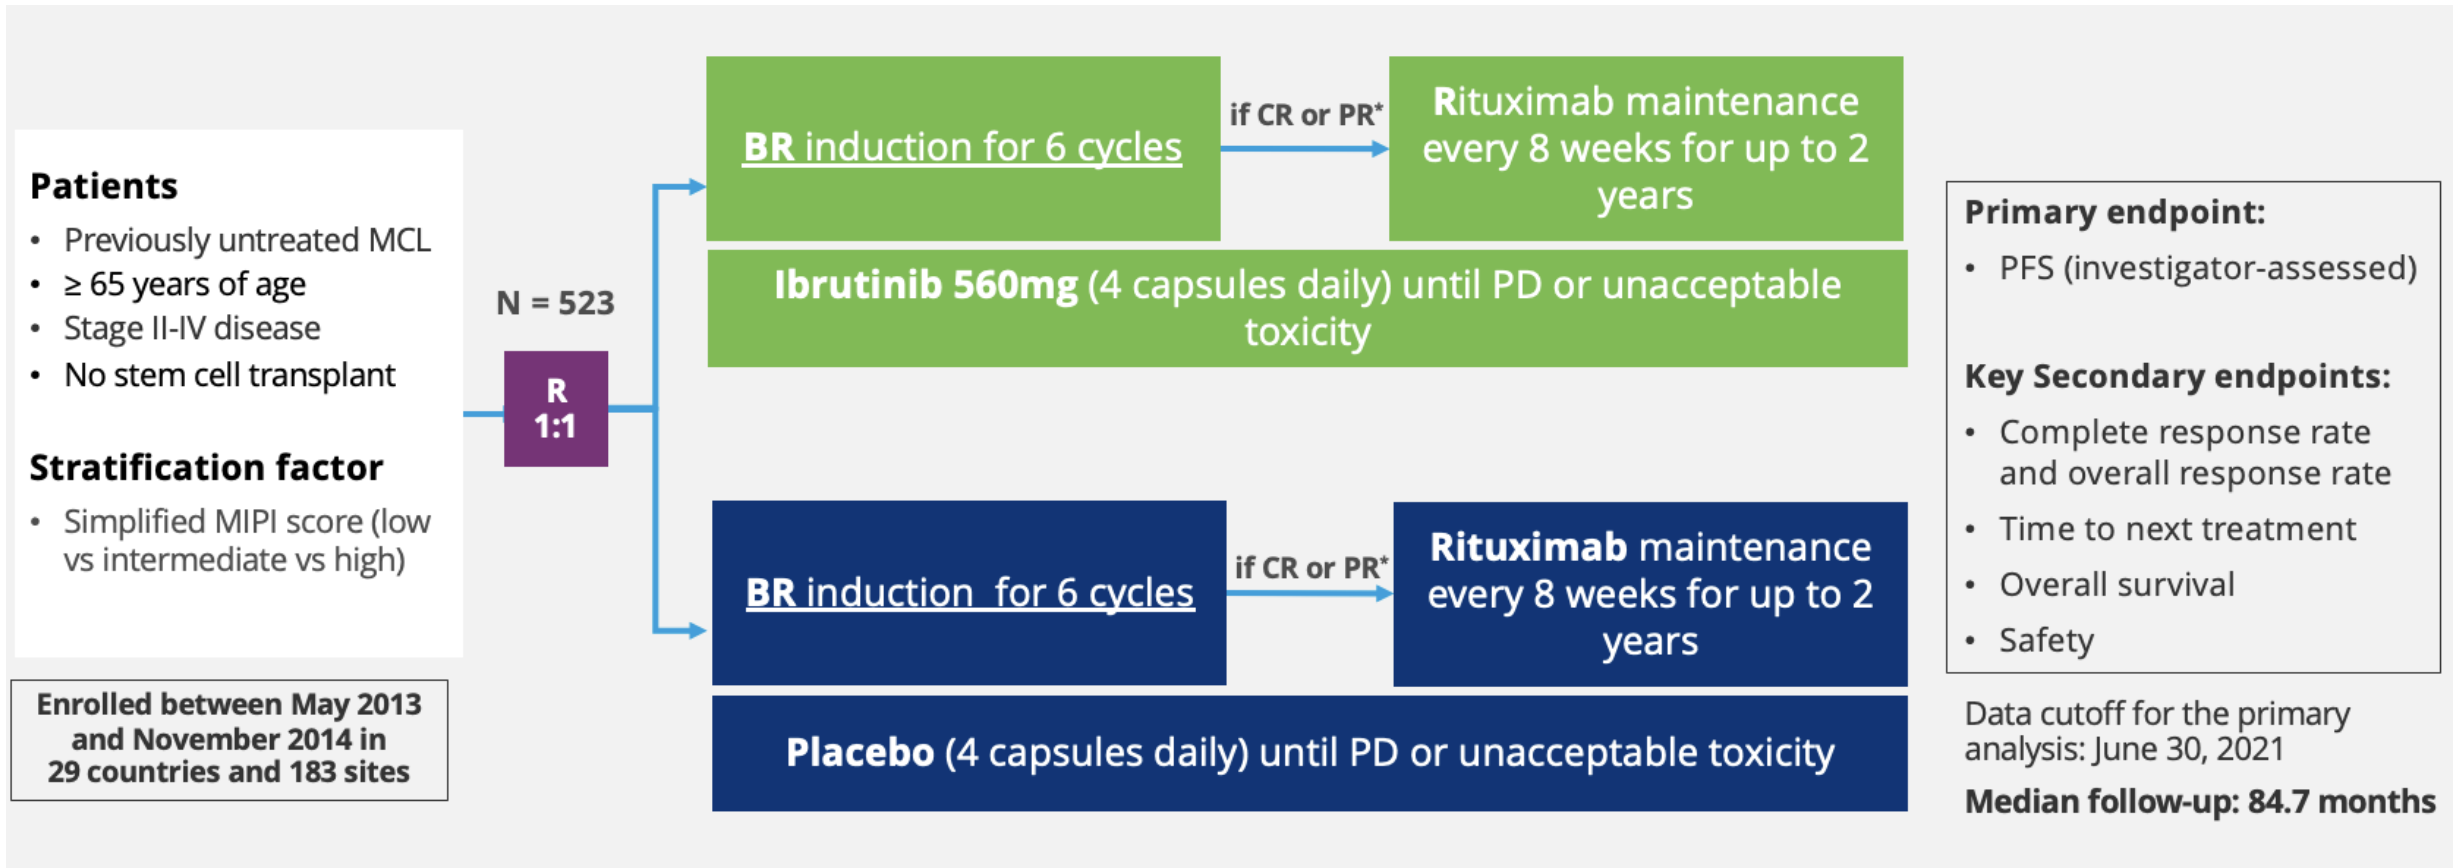 Patients
• Previously untreated MCL
• ≥ 65 years of age
• Stage II-IV disease
• No stem cell transplant
Stratification factor
• Simplified MIPI score (low
vs intermediate vs high)
Enrolled between May 2013
and November 2014 in
29 countries and 183 sites
N = 523
R
1:1
BR induction for 6 cycles
if CR or PR*
Rituximab maintenance
every 8 weeks for up to 2
years
Ibrutinib 560mg (4 capsules daily) until PD or unacceptable
toxicity
BR induction for 6 cycles
if CR or PR*
Rituximab maintenance
every 8 weeks for up to 2
years
Placebo (4 capsules daily) until PD or unacceptable toxicity
Primary endpoint:
• PFS (investigator-assessed)
Key Secondary endpoints:
• Complete response rate
and overall response rate
• Time to next treatment
• Overall survival
• Safety
Data cutoff for the primary
analysis: June 30, 2021
Median follow-up: 84.7 months